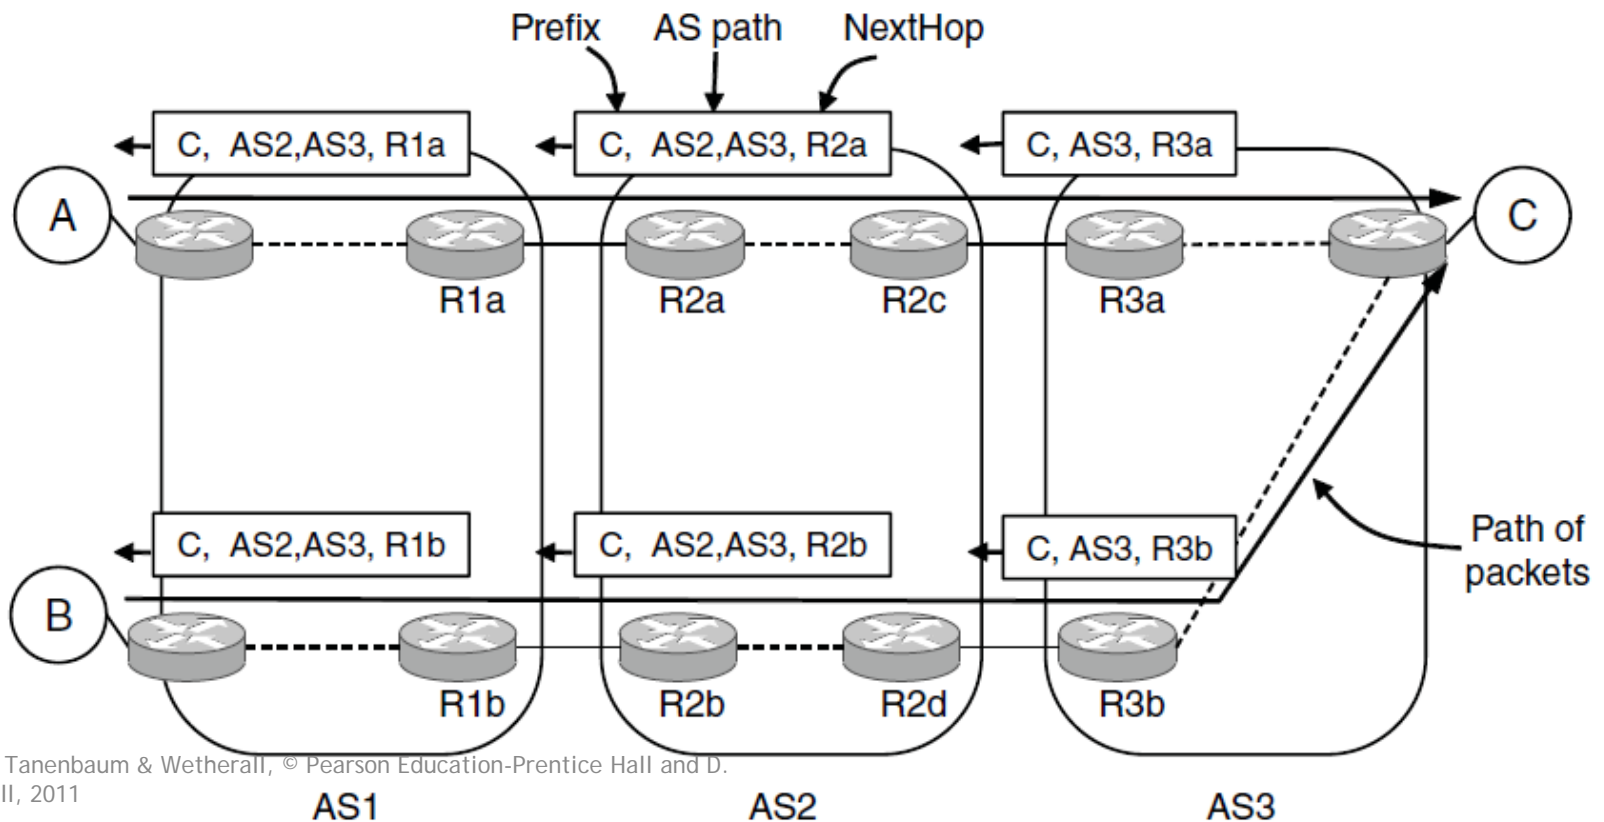 Prefix AS path NextHop
C, AS2,AS3, R1a
C, AS2,AS3, R2a
C, AS3, R3a
A
C
R1a
R2a
R2c
R3a
C, AS2,AS3, R1b
C, AS2,AS3, R2b
C, AS3, R3b
Path of
packets
B
R1b
R2b
R2d
R3b
Tanenbaum & Wetherall, © Pearson Education-Prentice Hall and D.
ll, 2011
AS1
AS2
AS3